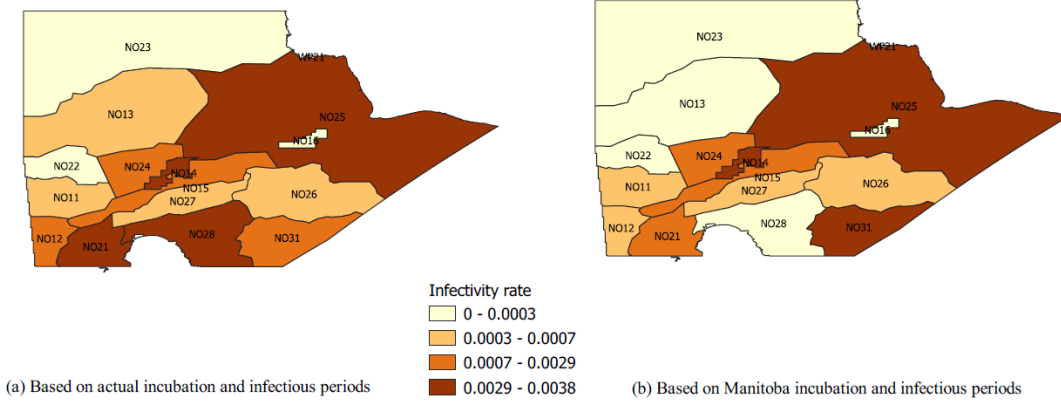 NO23
WP21
NO13
NO25
NO16
NO22
NO24
NO14
NO11
NO15
NO26
NO27
NO12
NO21
NO28
NO31
NO23
WP21
NO13
NO25
NO16
NO22
NO24
NO14
NO15
NO11
NO27
NO26
NO12
NO21
NO28
NO31
Infectivity rate
0 - 0.0003
0.0003 - 0.0007
0.0007 - 0.0029
0.0029 - 0.0038
(a) Based on actual incubation and infectious periods
(b) Based on Manitoba incubation and infectious periods